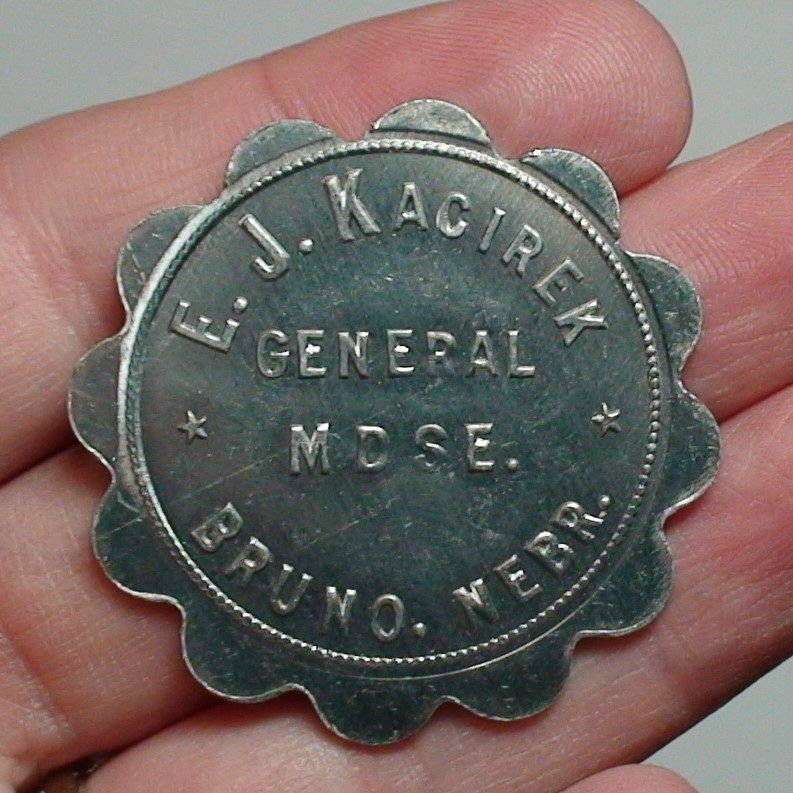 E. J. KACIREK
GENERAL
MDSE.
BRUNO. NEBR.